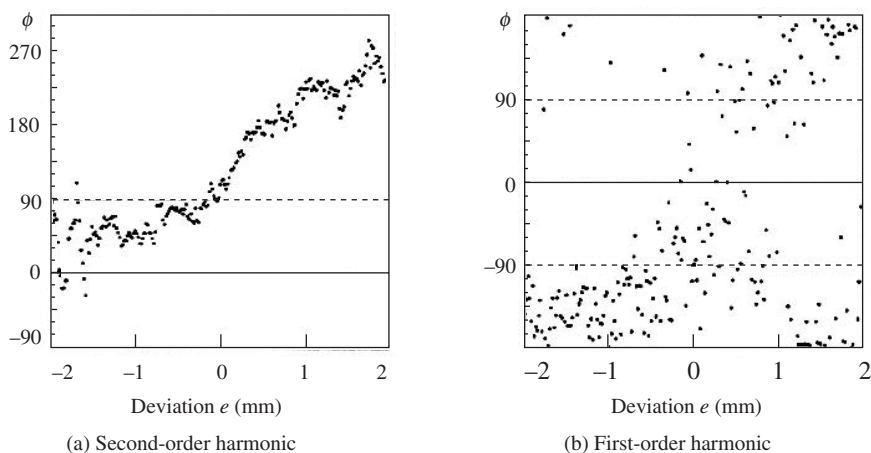 ϕ
270
180
90
0
–90
–2 –1 0 1 2
Deviation e (mm)
(a) Second-order harmonic
ϕ
90
0
–90
–2 –1 0 1 2
Deviation e (mm)
(b) First-order harmonic